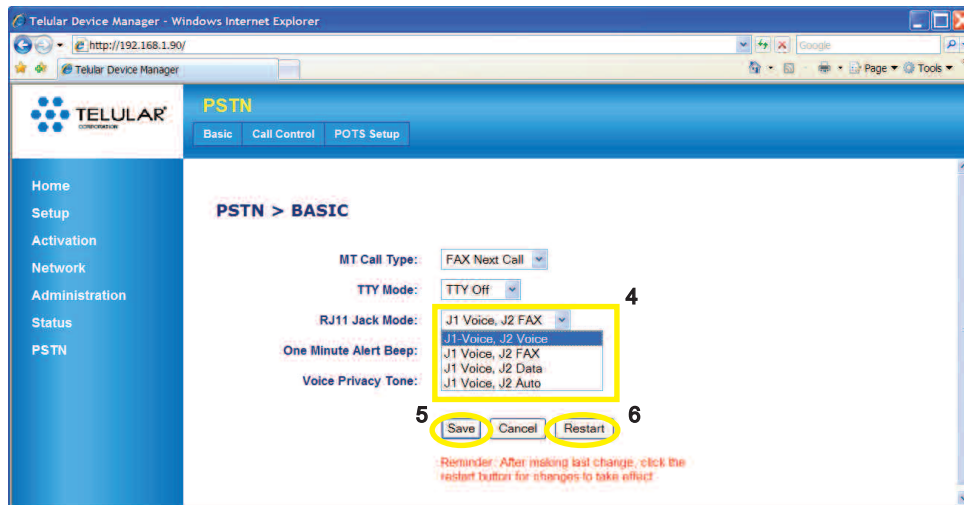 Telular Device Manager - Windows Internet Explorer
http://192.168.1.90/
Google
Telular Device Manager
Page
Tools
TELULAR
CORPORATION
PSTN
Basic
Call Control
POTS Setup
Home
Setup
Activation
Network
Administration
Status
PSTN
PSTN > BASIC
MT Call Type:
FAX Next Call
TTY Mode:
TTY Off
4
RJ11 Jack Mode:
J1 Voice, J2 FAX
J1-Voice, J2 Voice
J1 Voice, J2 FAX
J1 Voice, J2 Data
J1 Voice, J2 Auto
One Minute Alert Beep:
Voice Privacy Tone:
5
Save
Cancel
Restart
6
Reminder: After making last change, click the
restart button for changes to take effect